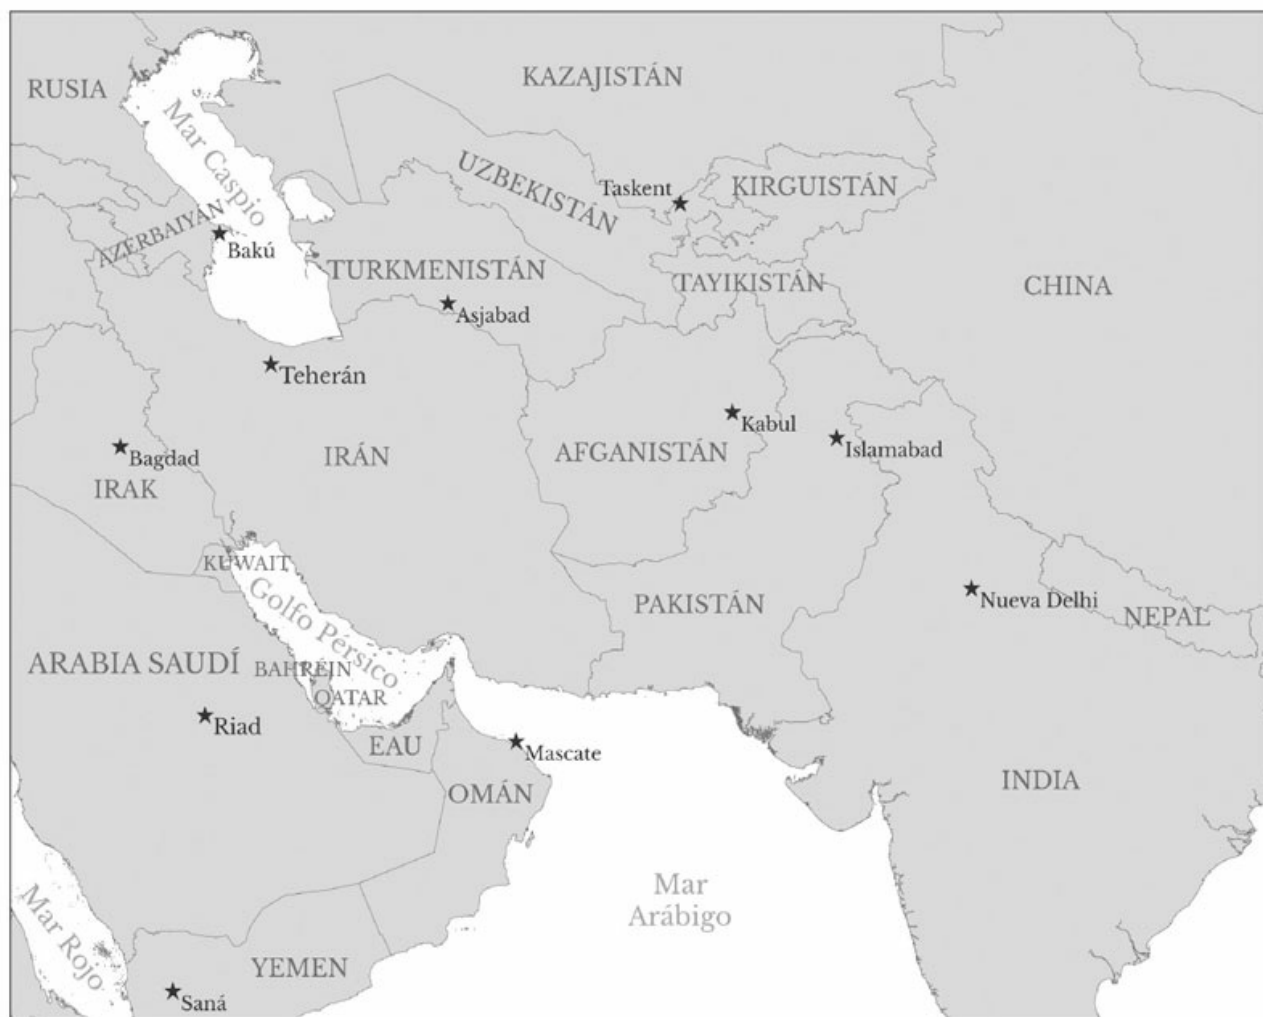 KAZAJISTÁN
RUSIA
Mar Caspio
UZBEKISTÁN
Taskent
KIRGUISTÁN
AZERBAIYÁN
Bakú
TURKMENISTÁN
TAYIKISTÁN
CHINA
Asjabad
Teherán
Kabul
AFGANISTÁN
Islamabad
IRÁN
Bagdad
IRAK
KUWAIT
Golfo Pérsico
PAKISTÁN
Nueva Delhi
NEPAL
ARABIA SAUDÍ
BAHRÉIN
QATAR
Riad
EAU
Mascate
OMÁN
INDIA
Mar
Arábigo
Mar Rojo
YEMEN
Saná